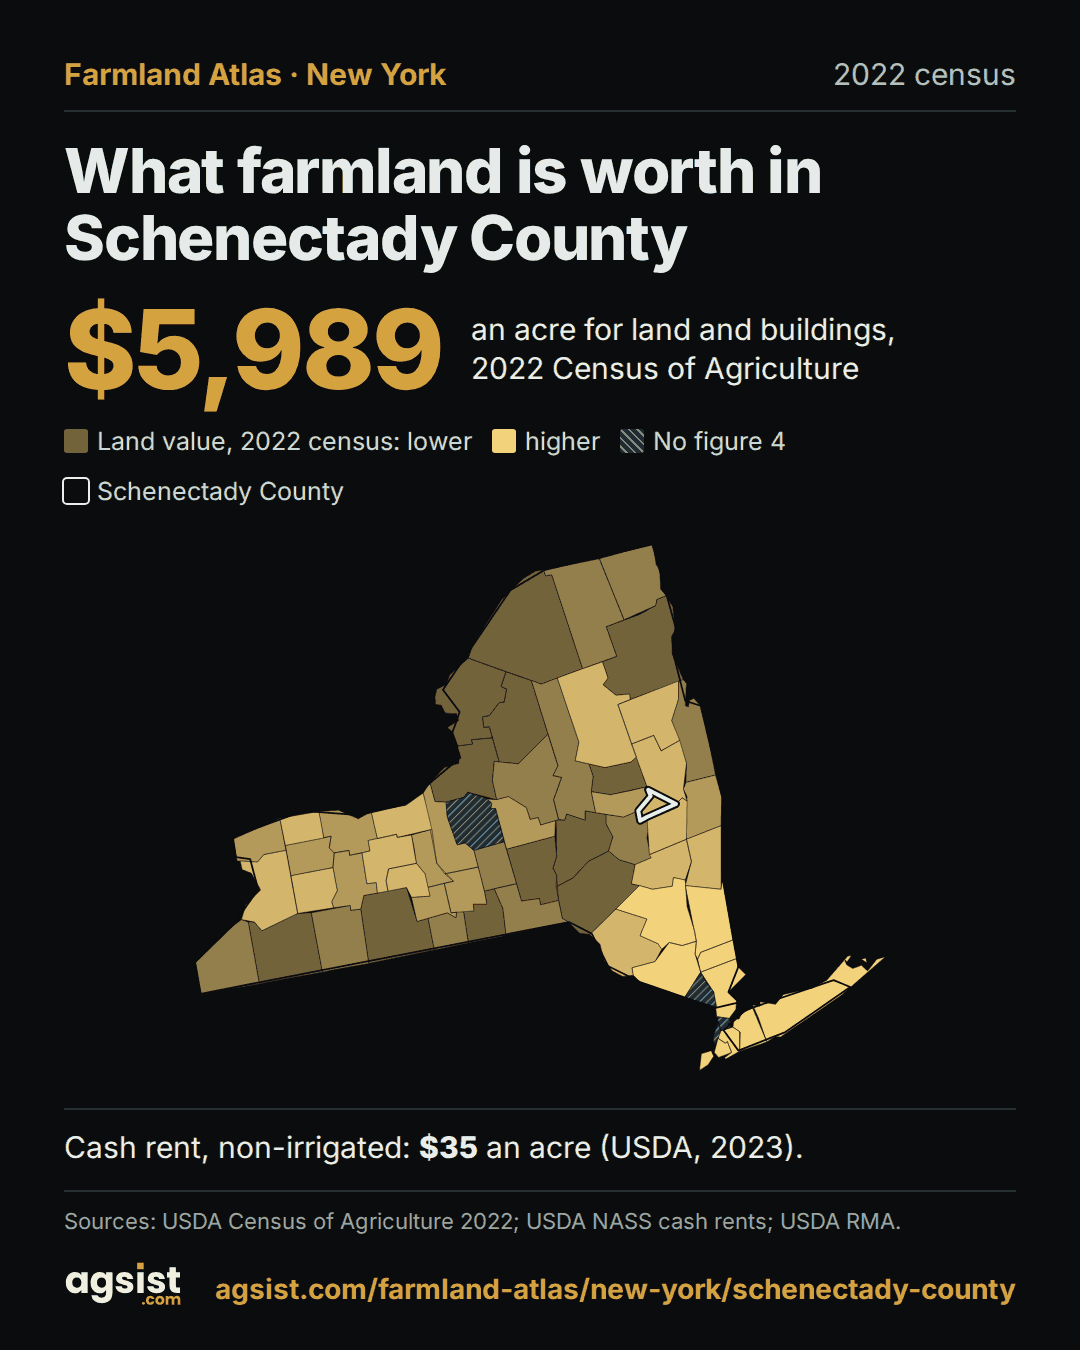 Farmland Atlas · New York
2022 census
What farmland is worth in
Schenectady County
$5,989
an acre for land and buildings,
2022 Census of Agriculture
Land value, 2022 census: lower
higher
No figure 4
Schenectady County
Cash rent, non-irrigated: $35 an acre (USDA, 2023).
Sources: USDA Census of Agriculture 2022; USDA NASS cash rents; USDA RMA.
agsist
.com
agsist.com/farmland-atlas/new-york/schenectady-county